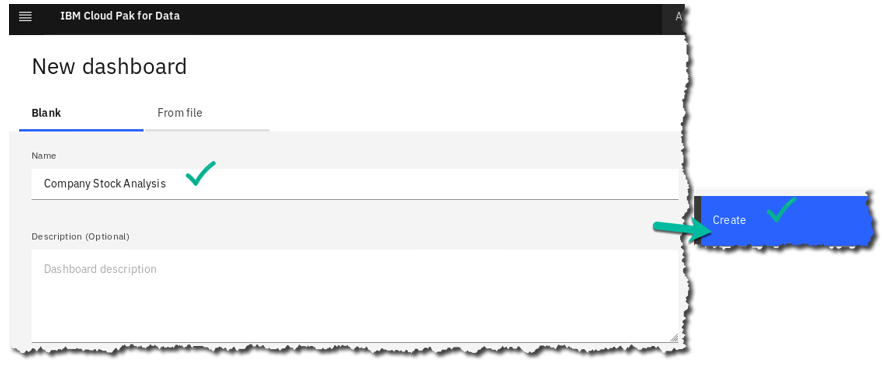 IBM Cloud Pak for Data
A
New dashboard
Blank
From file
Name
Company Stock Analysis
Create
Description (Optional)
Dashboard description